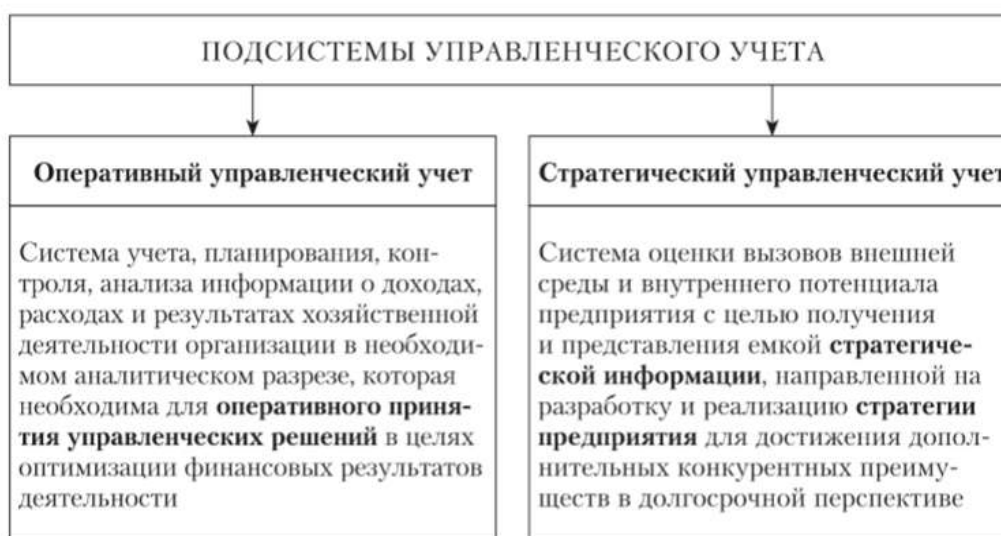 ПОДСИСТЕМЫ УПРАВЛЕНЧЕСКОГО УЧЕТА
Оперативный управленческий учет
Система учета, планирования, кон-
троля, анализа информации о доходах,
расходах и результатах хозяйственной
деятельности организации в необходи-
мом аналитическом разрезе, которая
необходима для оперативного приня-
тия управленческих решений в целях
оптимизации финансовых результатов
деятельности
Стратегический управленческий учет
Система оценки вызовов внешней
среды и внутреннего потенциала
предприятия с целью получения
и представления емкой стратегиче-
ской информации, направленной на
разработку и реализацию стратегии
предприятия для достижения допол-
нительных конкурентных преиму-
ществ в долгосрочной перспективе